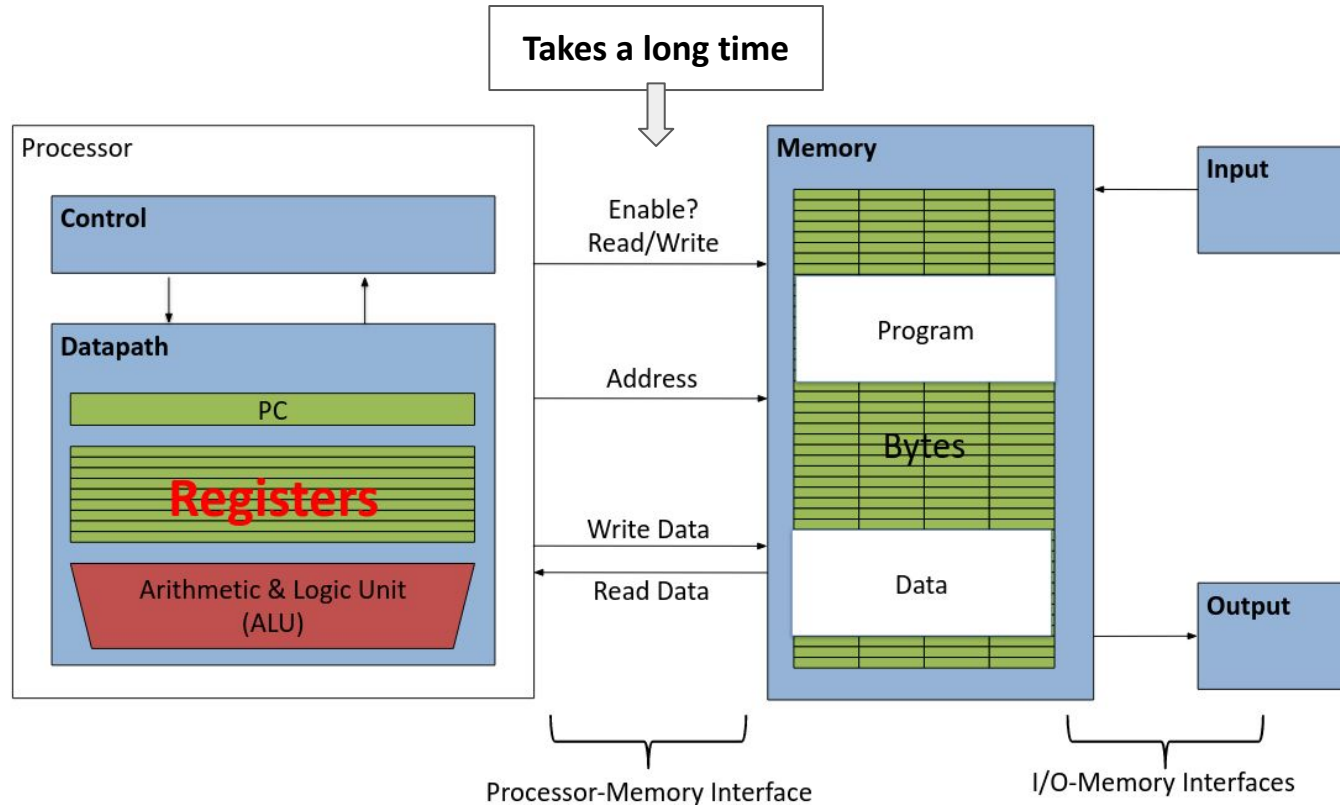 Takes a long time
Processor
Control
Datapath
PC
Registers
Arithmetic & Logic Unit
(ALU)
Enable?
Read/Write
Address
Write Data
Read Data
Processor-Memory Interface
Memory
Program
Bytes
Data
Input
Output
I/O-Memory Interfaces